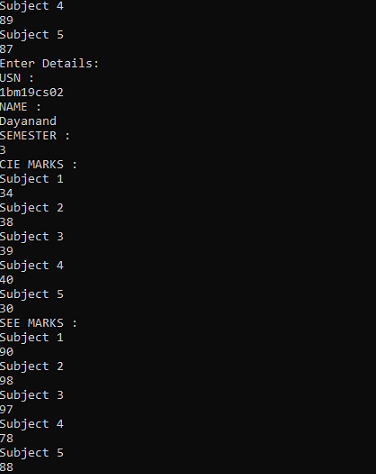 Subject 4
89
Subject 5
87
Enter Details:
USN :
1bm19cs02
NAME :
Dayanand
SEMESTER :
3
CIE MARKS :
Subject 1
34
Subject 2
38
Subject 3
39
Subject 4
40
Subject 5
30
SEE MARKS :
Subject 1
90
Subject 2
98
Subject 3
97
Subject 4
78
Subject 5
88